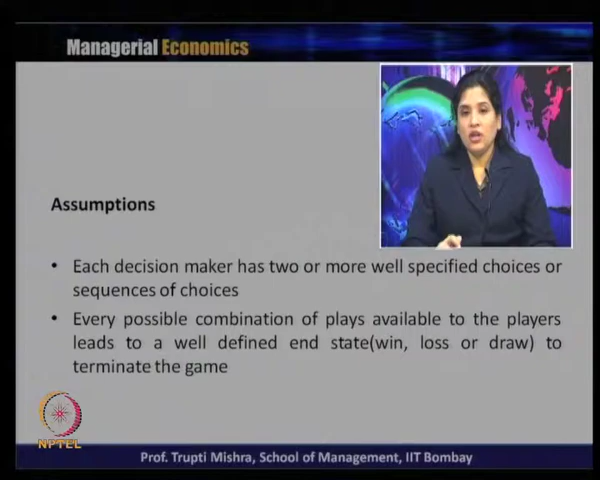 Managerial Economics
Assumptions
• Each decision maker has two or more well specified choices or
sequences of choices
• Every possible combination of plays available to the players
leads to a well defined end state(win, loss or draw) to
terminate the game
NPTEL
Prof. Trupti Mishra, School of Management, IIT Bombay